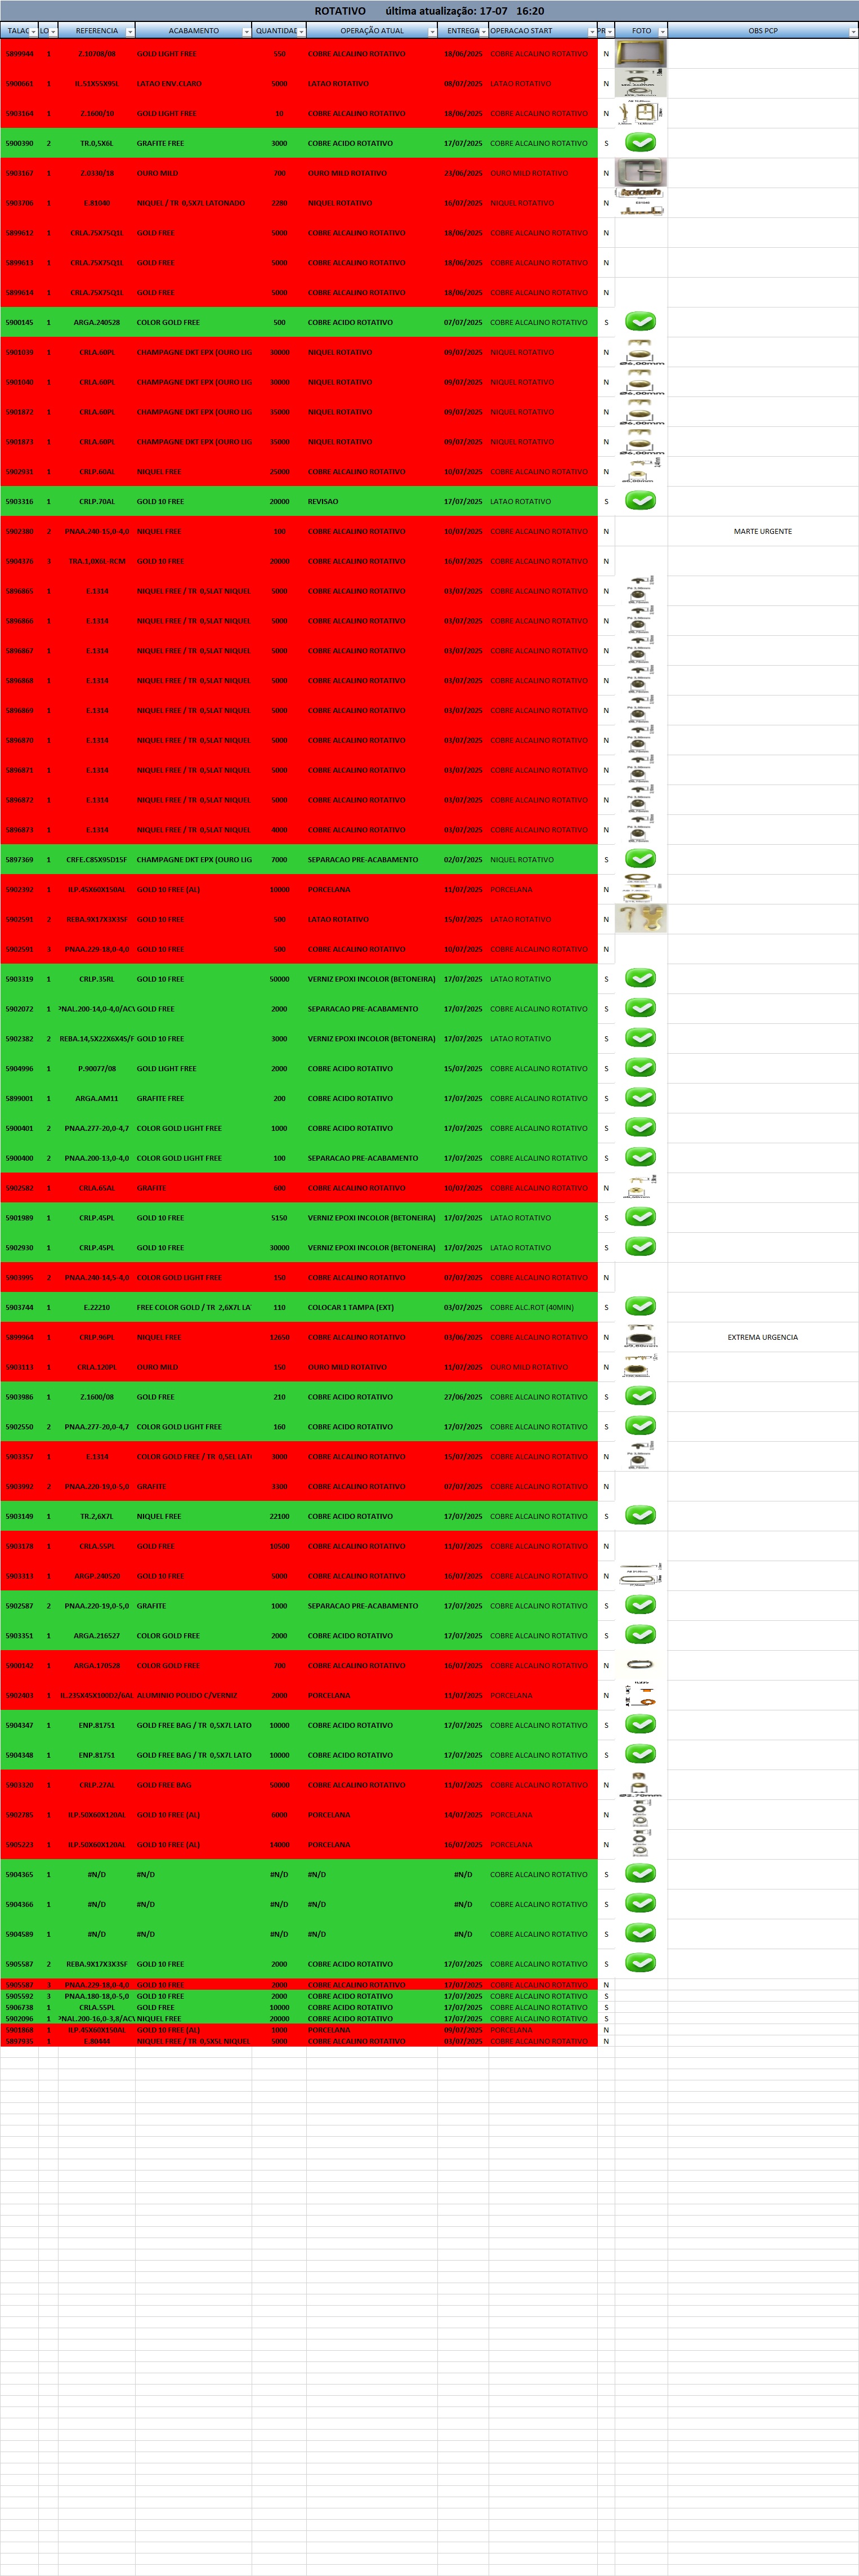 ROTATIVO última atualização: 17-07 16:20
TALAC LO REFERENCIA ACABAMENTO QUANTIDAD OPERAÇÃO ATUAL ENTREGA OPERACAO START PR FOTO OBS PCP
5899944 1 Z.10208/08 GOLD LIGHT FREE 550 COBRE ALCALINO ROTATIVO 18/06/2025 COBRE ALCALINO ROTATIVO N
5900661 1 IL.51X55X95L LATAO ENV.CLARO 5000 LATAO ROTATIVO 08/07/2025 LATAO ROTATIVO N
5903164 1 Z.1600/10 GOLD LIGHT FREE 10 COBRE ALCALINO ROTATIVO 18/06/2025 COBRE ALCALINO ROTATIVO N
5900390 2 TR.0,5X6L GRAFITE FREE 3000 COBRE ACIDO ROTATIVO 17/07/2025 COBRE ALCALINO ROTATIVO S
5903167 1 Z.0330/18 OURO MILD 700 OURO MILD ROTATIVO 23/06/2025 OURO MILD ROTATIVO N
5903706 1 E.81040 NIQUEL / TR 0,5X7L LATONADO 2280 NIQUEL ROTATIVO 16/07/2025 NIQUEL ROTATIVO N
5899612 1 CRLA.75X75Q1L GOLD FREE 5000 COBRE ALCALINO ROTATIVO 18/06/2025 COBRE ALCALINO ROTATIVO N
5899613 1 CRLA.75X75Q1L GOLD FREE 5000 COBRE ALCALINO ROTATIVO 18/06/2025 COBRE ALCALINO ROTATIVO N
5899614 1 CRLA.75X75Q1L GOLD FREE 5000 COBRE ALCALINO ROTATIVO 18/06/2025 COBRE ALCALINO ROTATIVO N
5900145 1 ARGA.240528 COLOR GOLD FREE 500 COBRE ACIDO ROTATIVO 07/07/2025 COBRE ALCALINO ROTATIVO S
5901039 1 CRLA.60PL CHAMPAGNE DKT EPX (OURO LIG 30000 NIQUEL ROTATIVO 09/07/2025 NIQUEL ROTATIVO N
5901040 1 CRLA.60PL CHAMPAGNE DKT EPX (OURO LIG 30000 NIQUEL ROTATIVO 09/07/2025 NIQUEL ROTATIVO N
5901872 1 CRLA.60PL CHAMPAGNE DKT EPX (OURO LIG 35000 NIQUEL ROTATIVO 09/07/2025 NIQUEL ROTATIVO N
5901873 1 CRLA.60PL CHAMPAGNE DKT EPX (OURO LIG 35000 NIQUEL ROTATIVO 09/07/2025 NIQUEL ROTATIVO N
5902931 1 CRLP.60AL NIQUEL FREE 25000 COBRE ALCALINO ROTATIVO 10/07/2025 COBRE ALCALINO ROTATIVO N
5903316 1 CRLP.70AL GOLD 10 FREE 20000 REVISAO 17/07/2025 LATAO ROTATIVO S
5902380 2 PNAA.240-15,0-4,0 NIQUEL FREE 100 COBRE ALCALINO ROTATIVO 10/07/2025 COBRE ALCALINO ROTATIVO N MARTE URGENTE
5904376 3 TRA.1,0X6L RCM GOLD 10 FREE 20000 COBRE ALCALINO ROTATIVO 16/07/2025 COBRE ALCALINO ROTATIVO N
5896865 1 E.1314 NIQUEL FREE / TR 0,5LAT NIQUEL 5000 COBRE ALCALINO ROTATIVO 03/07/2025 COBRE ALCALINO ROTATIVO N
5896866 1 E.1314 NIQUEL FREE / TR 0,5LAT NIQUEL 5000 COBRE ALCALINO ROTATIVO 03/07/2025 COBRE ALCALINO ROTATIVO N
5896867 1 E.1314 NIQUEL FREE / TR 0,5LAT NIQUEL 5000 COBRE ALCALINO ROTATIVO 03/07/2025 COBRE ALCALINO ROTATIVO N
5896868 1 E.1314 NIQUEL FREE / TR 0,5LAT NIQUEL 5000 COBRE ALCALINO ROTATIVO 03/07/2025 COBRE ALCALINO ROTATIVO N
5896869 1 E.1314 NIQUEL FREE / TR 0,5LAT NIQUEL 5000 COBRE ALCALINO ROTATIVO 03/07/2025 COBRE ALCALINO ROTATIVO N
5896870 1 E.1314 NIQUEL FREE / TR 0,5LAT NIQUEL 5000 COBRE ALCALINO ROTATIVO 03/07/2025 COBRE ALCALINO ROTATIVO N
5896871 1 E.1314 NIQUEL FREE / TR 0,5LAT NIQUEL 5000 COBRE ALCALINO ROTATIVO 03/07/2025 COBRE ALCALINO ROTATIVO N
5896872 1 E.1314 NIQUEL FREE / TR 0,5LAT NIQUEL 5000 COBRE ALCALINO ROTATIVO 03/07/2025 COBRE ALCALINO ROTATIVO N
5896873 1 E.1314 NIQUEL FREE / TR 0,5LAT NIQUEL 4000 COBRE ALCALINO ROTATIVO 03/07/2025 COBRE ALCALINO ROTATIVO N
5897369 1 CRFE.C85X95D15F CHAMPAGNE DKT EPX (OURO LIG 7000 SEPARACAO PRE-ACABAMENTO 02/07/2025 NIQUEL ROTATIVO S
5902392 1 ILP.45X60X150AL GOLD 10 FREE (AL) 10000 PORCELANA 11/07/2025 PORCELANA N
5902591 2 REBA.9X17X3X3SF GOLD 10 FREE 500 LATAO ROTATIVO 15/07/2025 LATAO ROTATIVO N
5902591 3 PNAA.229-18,0-4,0 GOLD 10 FREE 500 COBRE ALCALINO ROTATIVO 10/07/2025 COBRE ALCALINO ROTATIVO N
5903319 1 CRLP.35RL GOLD 10 FREE 50000 VERNIZ EPOXI INCOLOR (BETONEIRA) 17/07/2025 LATAO ROTATIVO S
5902072 1 PNAL.200-14,0-4,0/ACV GOLD FREE 2000 SEPARACAO PRE-ACABAMENTO 17/07/2025 COBRE ALCALINO ROTATIVO S
5902382 2 REBA.14,5X22X6X4S/F GOLD 10 FREE 3000 VERNIZ EPOXI INCOLOR (BETONEIRA) 17/07/2025 LATAO ROTATIVO S
5904996 1 P.90077/08 GOLD LIGHT FREE 2000 COBRE ACIDO ROTATIVO 15/07/2025 COBRE ALCALINO ROTATIVO S
5899001 1 ARGA.AM11 GRAFITE FREE 200 COBRE ACIDO ROTATIVO 17/07/2025 COBRE ALCALINO ROTATIVO S
5900401 2 PNAA.277-20,0-4,7 COLOR GOLD LIGHT FREE 1000 COBRE ACIDO ROTATIVO 17/07/2025 COBRE ALCALINO ROTATIVO S
5900400 2 PNAA.200-13,0-4,0 COLOR GOLD LIGHT FREE 100 SEPARACAO PRE-ACABAMENTO 17/07/2025 COBRE ALCALINO ROTATIVO S
5902582 1 CRLA.65AL GRAFITE 600 COBRE ALCALINO ROTATIVO 10/07/2025 COBRE ALCALINO ROTATIVO N
5901989 1 CRLP.45PL GOLD 10 FREE 5150 VERNIZ EPOXI INCOLOR (BETONEIRA) 17/07/2025 LATAO ROTATIVO S
5902930 1 CRLP.45PL GOLD 10 FREE 30000 VERNIZ EPOXI INCOLOR (BETONEIRA) 17/07/2025 LATAO ROTATIVO S
5903995 2 PNAA.240-14,5-4,0 COLOR GOLD LIGHT FREE 150 COBRE ALCALINO ROTATIVO 07/07/2025 COBRE ALCALINO ROTATIVO N
5903744 1 E.22210 FREE COLOR GOLD / TR 2,6X7L LA 110 COLOCAR 1 TAMPA (EXT) 03/07/2025 COBRE ALC.ROT (40MIN) S
5899964 1 CRLP.96PL NIQUEL FREE 12650 COBRE ALCALINO ROTATIVO 03/06/2025 COBRE ALCALINO ROTATIVO N EXTREMA URGENCIA
5903113 1 CRLA.120PL OURO MILD 150 OURO MILD ROTATIVO 11/07/2025 OURO MILD ROTATIVO N
5903986 1 Z.1600/08 GOLD FREE 210 COBRE ACIDO ROTATIVO 27/06/2025 COBRE ALCALINO ROTATIVO S
5902550 2 PNAA.277-20,0-4,7 COLOR GOLD LIGHT FREE 160 COBRE ACIDO ROTATIVO 17/07/2025 COBRE ALCALINO ROTATIVO S
5903357 1 E.1314 COLOR GOLD FREE / TR 0,5EL LATI 3000 COBRE ALCALINO ROTATIVO 15/07/2025 COBRE ALCALINO ROTATIVO N
5903992 2 PNAA.220-19,0-5,0 GRAFITE 3300 COBRE ALCALINO ROTATIVO 07/07/2025 COBRE ALCALINO ROTATIVO N
5903149 1 TR.2,6X7L NIQUEL FREE 22100 COBRE ACIDO ROTATIVO 17/07/2025 COBRE ALCALINO ROTATIVO S
5903178 1 CRLA.55PL GOLD FREE 10500 COBRE ALCALINO ROTATIVO 11/07/2025 COBRE ALCALINO ROTATIVO N
5903313 1 ARGP.240520 GOLD 10 FREE 5000 COBRE ALCALINO ROTATIVO 16/07/2025 COBRE ALCALINO ROTATIVO N
5902587 2 PNAA.220-19,0-5,0 GRAFITE 1000 SEPARACAO PRE-ACABAMENTO 17/07/2025 COBRE ALCALINO ROTATIVO S
5903351 1 ARGA.216527 COLOR GOLD FREE 2000 COBRE ACIDO ROTATIVO 17/07/2025 COBRE ALCALINO ROTATIVO S
5900142 1 ARGA.170528 COLOR GOLD FREE 700 COBRE ALCALINO ROTATIVO 16/07/2025 COBRE ALCALINO ROTATIVO N
5902403 1 IL.235X45X100D2/6AL ALUMINIO POLIDO C/VERNIZ 2000 PORCELANA 11/07/2025 PORCELANA N
5904347 1 ENP.81751 GOLD FREE BAG / TR 0,5X7L LATO 10000 COBRE ACIDO ROTATIVO 17/07/2025 COBRE ALCALINO ROTATIVO S
5904348 1 ENP.81751 GOLD FREE BAG / TR 0,5X7L LATO 10000 COBRE ACIDO ROTATIVO 17/07/2025 COBRE ALCALINO ROTATIVO S
5903320 1 CRLP.27AL GOLD FREE BAG 50000 COBRE ALCALINO ROTATIVO 11/07/2025 COBRE ALCALINO ROTATIVO N
5902785 1 ILP.50X60X120AL GOLD 10 FREE (AL) 6000 PORCELANA 14/07/2025 PORCELANA N
5905223 1 ILP.50X60X120AL GOLD 10 FREE (AL) 14000 PORCELANA 16/07/2025 PORCELANA N
5904365 1 #N/D #N/D #N/D #N/D #N/D COBRE ALCALINO ROTATIVO S
5904366 1 #N/D #N/D #N/D #N/D #N/D COBRE ALCALINO ROTATIVO S
5904589 1 #N/D #N/D #N/D #N/D #N/D COBRE ALCALINO ROTATIVO S
5905587 2 REBA.9X17X3X3SF GOLD 10 FREE 2000 COBRE ACIDO ROTATIVO 17/07/2025 COBRE ALCALINO ROTATIVO S
5905587 3 PNAA.229-18,0-4,0 GOLD 10 FREE 2000 COBRE ALCALINO ROTATIVO 17/07/2025 COBRE ALCALINO ROTATIVO N
5905592 3 PNAA.180-18,0-5,0 GOLD 10 FREE 2000 COBRE ACIDO ROTATIVO 17/07/2025 COBRE ALCALINO ROTATIVO S
5906738 1 CRLA.55PL GOLD FREE 10000 COBRE ACIDO ROTATIVO 17/07/2025 COBRE ALCALINO ROTATIVO S
5902096 1 PNAL.200-16,0-3,8/ACV NIQUEL FREE 20000 COBRE ACIDO ROTATIVO 17/07/2025 COBRE ALCALINO ROTATIVO S
5901868 1 ILP.45X60X150AL GOLD 10 FREE (AL) 1000 PORCELANA 09/07/2025 PORCELANA N
5897935 1 E.80444 NIQUEL FREE / TR 0,5X5L NIQUEL 5000 COBRE ALCALINO ROTATIVO 03/07/2025 COBRE ALCALINO ROTATIVO N